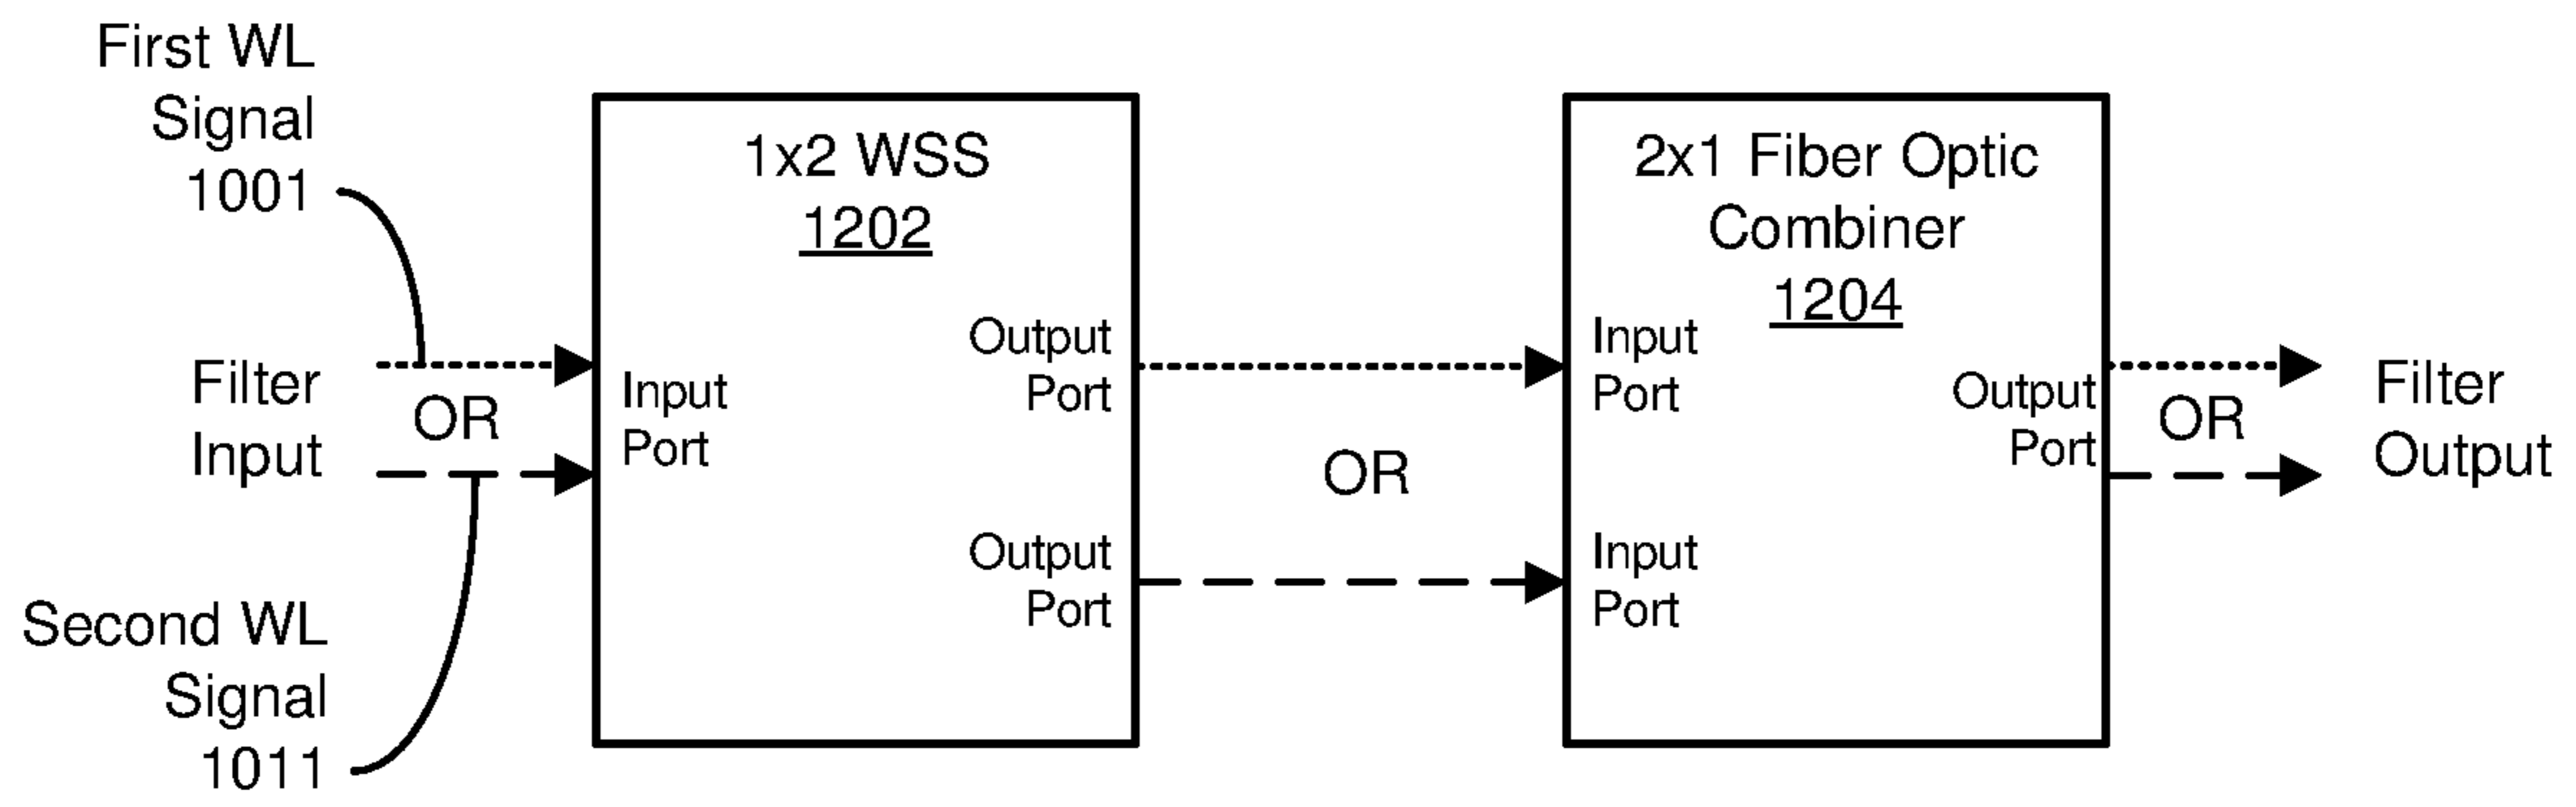 First WL
Signal
1001
Filter
Input
OR
Second WL
Signal
1011
1x2 WSS
1202
Input
Port
Output
Port
Output
Port
OR
2x1 Fiber Optic
Combiner
1204
Input
Port
Input
Port
Output
Port
OR
Filter
Output